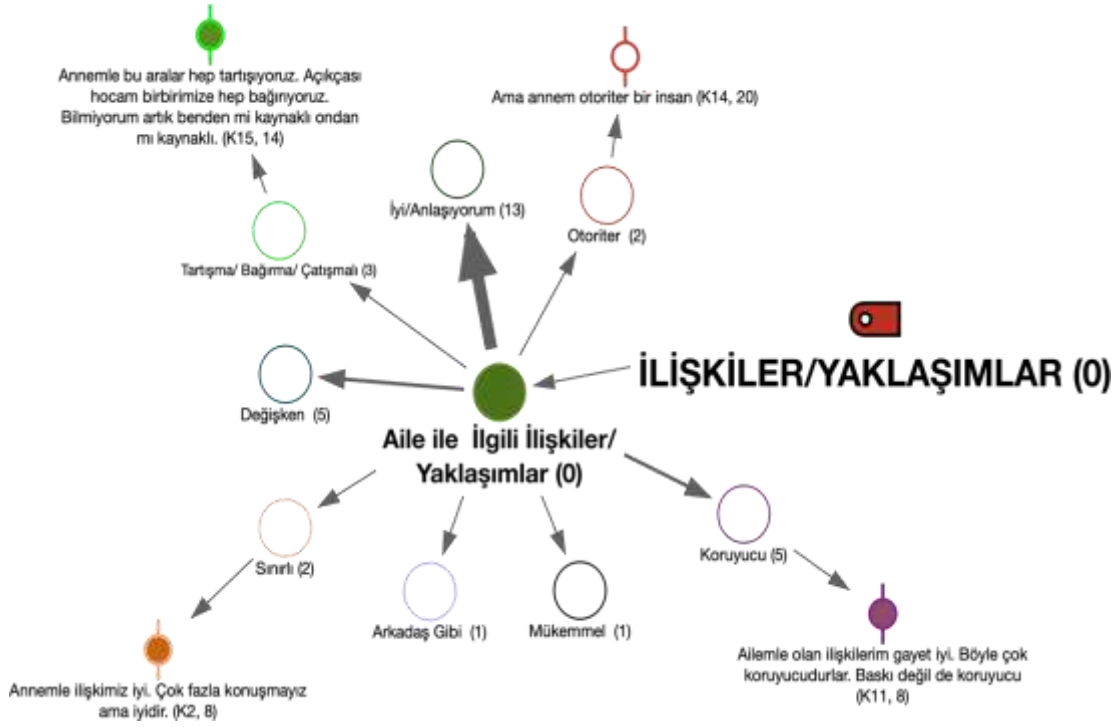 Annemle bu aralar hep tartışıyoruz. Açıkçası
hocam birbirimize hep bağırıyoruz.
Bilmiyorum artık benden mi kaynaklı ondan
mı kaynaklı. (K15, 14)
Ama annem otoriter bir insan (K14, 20)
İyi/Anlaşıyorum (13)
Otoriter (2)
Tartışma/ Bağırma/ Çatışmalı (3)
İLİŞKİLER/YAKLAŞIMLAR (0)
Değişken (5)
Aile ile İlgili İlişkiler/
Yaklaşımlar (0)
Sınırlı (2)
Koruyucu (5)
Arkadaş Gibi (1)
Mükemmel (1)
Annemle ilişkimiz iyi. Çok fazla konuşmayız
ama iyidir. (K2, 8)
Ailemle olan ilişkilerim gayet iyi. Böyle çok
koruyucudurlar. Baskı değil de koruyucu
(K11, 8)